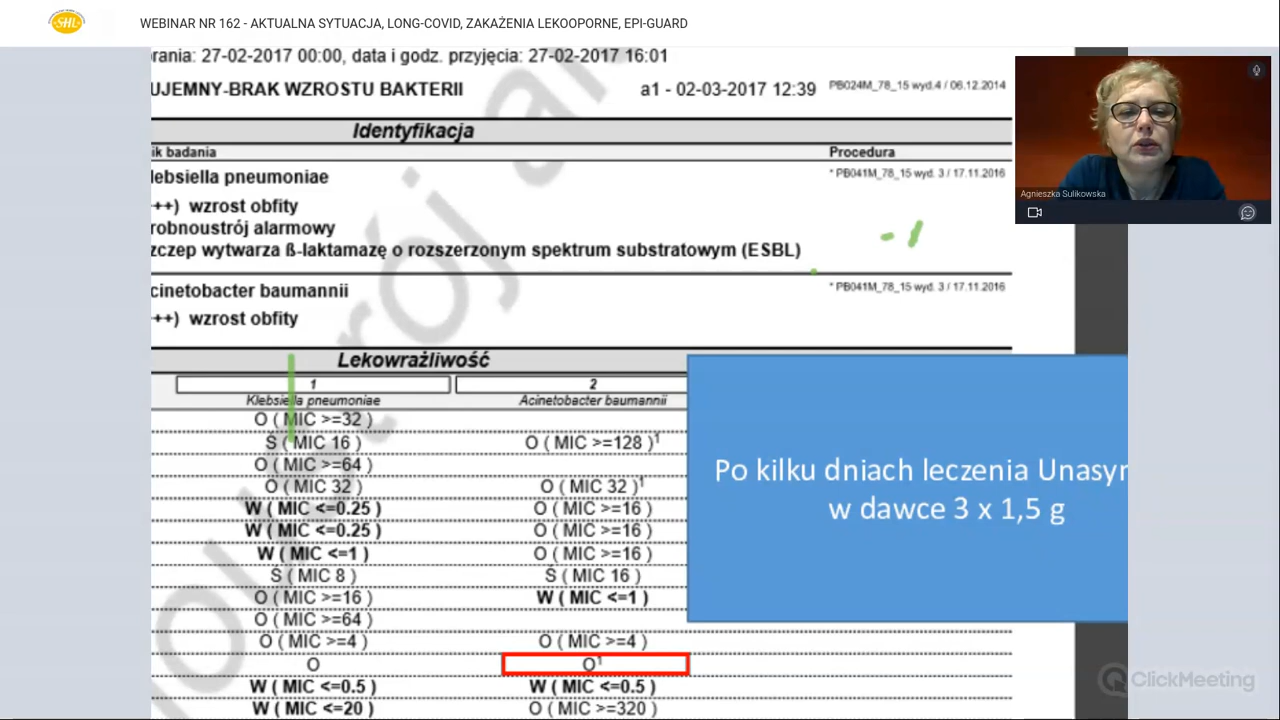 SHL
WEBINAR NR 162 - AKTUALNA SYTUACJA, LONG-COVID, ZAKAŻENIA LEKOOPORNE, EPI-GUARD
rania: 27-02-2017 00:00, data i godz. przyjęcia: 27-02-2017 16:01
UJEMNY-BRAK WZROSTU BAKTERII a1 - 02-03-2017 12:39 PB024M_78_15 wyd.4 / 06.12.2014
Identyfikacja
ik badania Procedura
lebsiella pneumoniae * PB041M_78_15 wyd. 3 / 17.11.2016
++) wzrost obfity
robnoustrój alarmowy
zczep wytwarza ß-laktamazę o rozszerzonym spektrum substratowym (ESBL)
- 1
cinetobacter baumannii * PB041M_78_15 wyd. 3 / 17.11.2016
++) wzrost obfity
Lekowrażliwość
1 2
Klebsiella pneumoniae Acinetobacter baumannii
O ( MIC >=32 )
Ś ( MIC 16 ) O ( MIC >=128 )¹
O ( MIC >=64 )
O ( MIC 32 ) O ( MIC 32 )¹
W ( MIC <=0.25 ) O ( MIC >=16 )
W ( MIC <=0.25 ) O ( MIC >=16 )
W ( MIC <=1 ) O ( MIC >=16 )
Ś ( MIC 8 ) Ś ( MIC 16 )
O ( MIC >=16 ) W ( MIC <=1 )
O ( MIC >=64 )
O ( MIC >=4 ) O ( MIC >=4 )
O O¹
W ( MIC <=0.5 ) W ( MIC <=0.5 )
W ( MIC <=20 ) O ( MIC >=320 )
Po kilku dniach leczenia Unasyn
w dawce 3 x 1,5 g
Agnieszka Sulikowska
ClickMeeting